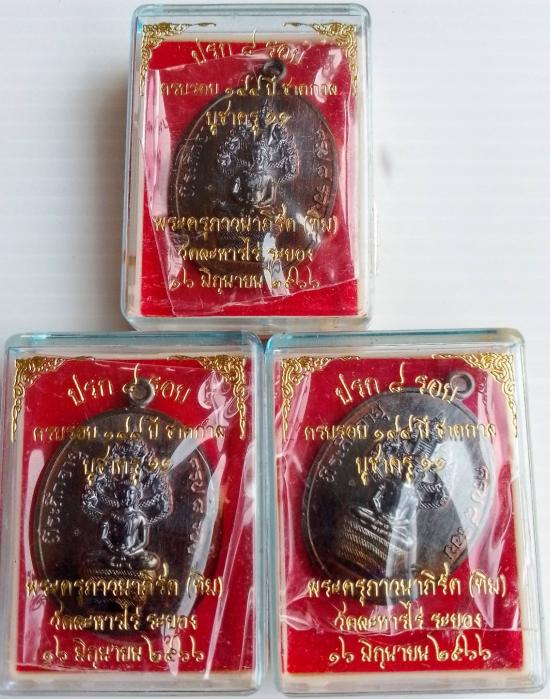 ปรก ๘ รอบ
ครบรอบ ๑๔๔ ปี ชาตกาล
บูชาครู ๑๑
พระครูภาวนาภิรัต (ทิม)
วัดละหารไร่ ระยอง
๑๖ มิถุนายน ๒๕๖๖
ปรก ๘ รอบ
ครบรอบ ๑๔๔ ปี ชาตกาล
บูชาครู ๑๑
พระครูภาวนาภิรัต (ทิม)
วัดละหารไร่ ระยอง
๑๖ มิถุนายน ๒๕๖๖
ปรก ๘ รอบ
ครบรอบ ๑๔๔ ปี ชาตกาล
บูชาครู ๑๑
พระครูภาวนาภิรัต (ทิม)
วัดละหารไร่ ระยอง
๑๖ มิถุนายน ๒๕๖๖